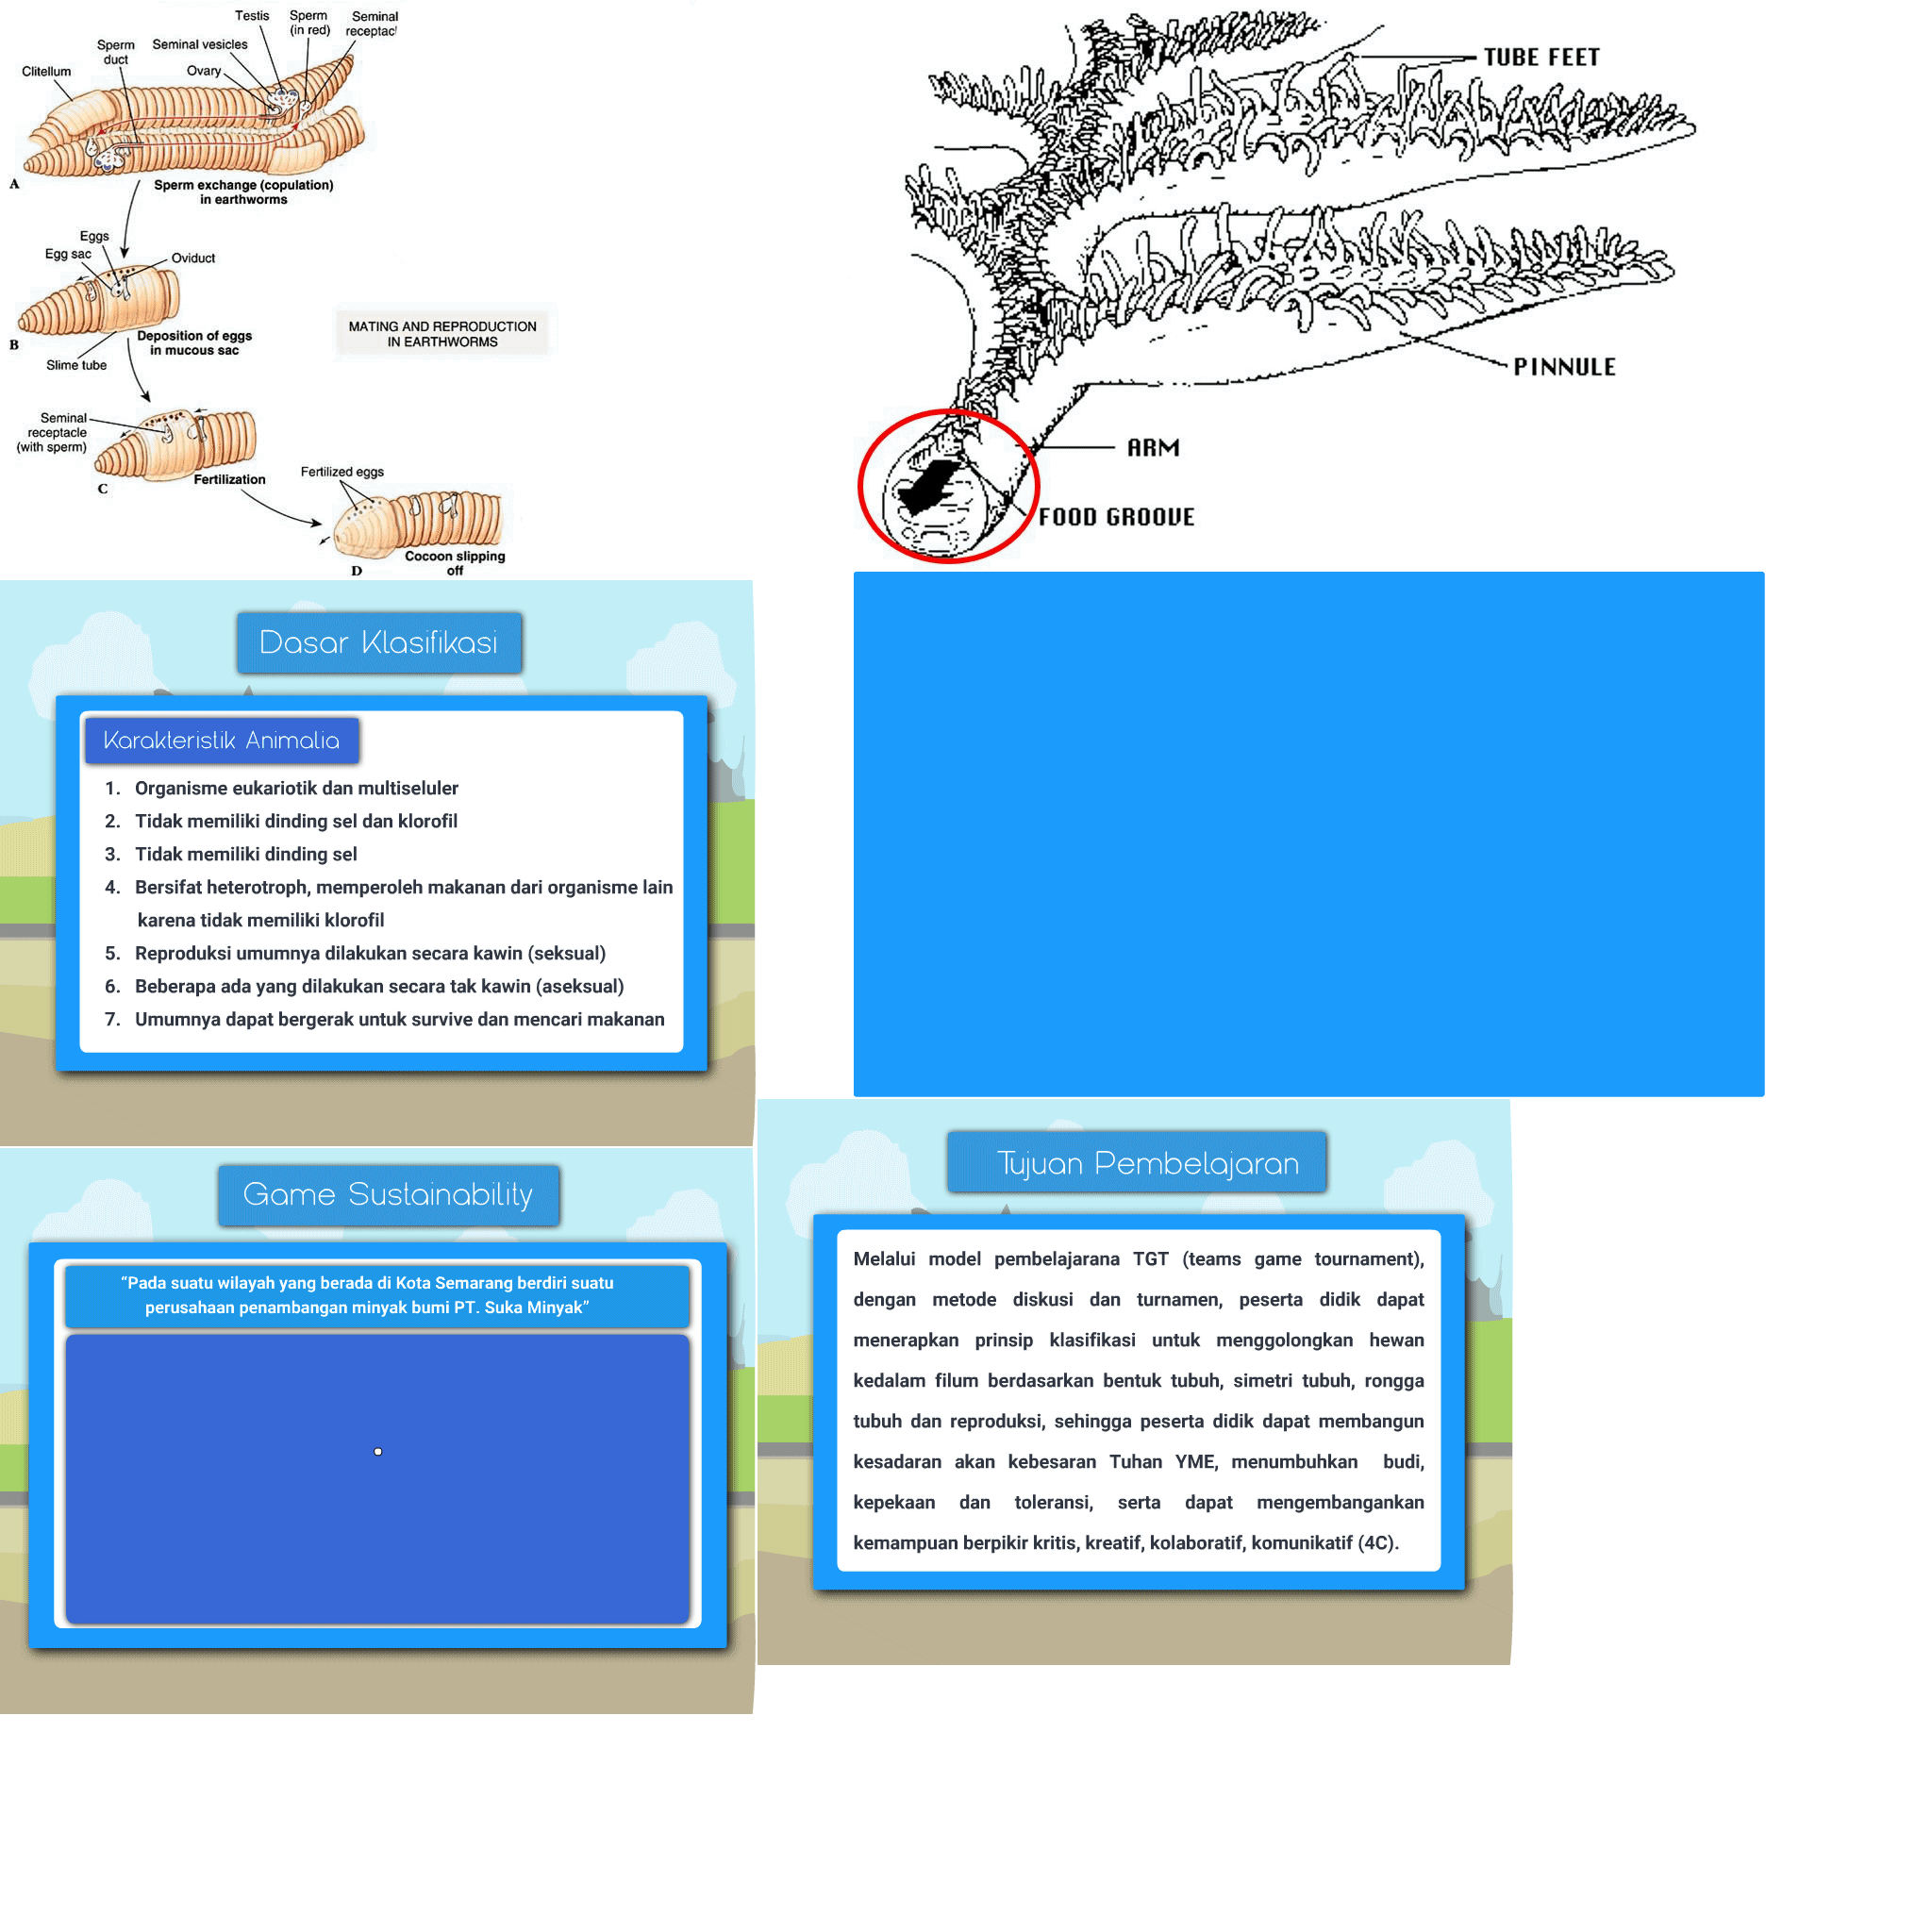 Testis
Sperm
(in red)
Seminal
Sperm
duct
Seminal vesicles
Clitellum
Ovary
A
Sperm exchange (copulation)
in earthworms
Eggs
Egg sac
Oviduct
B
Deposition of eggs
in mucous sac
Slime tube
MATING AND REPRODUCTION
IN EARTHWORMS
Seminal
receptacle
(with sperm)
C
Fertilization
Fertilized eggs
Cocoon slipping
off
D
TUBE FEET
PINNULE
ARM
FOOD GROOVE
Dasar Klasifikasi
Karakteristik Animalia
1. Organisme eukariotik dan multiseluler
2. Tidak memiliki dinding sel dan klorofil
3. Tidak memiliki dinding sel
4. Bersifat heterotroph, memperoleh makanan dari organisme lain
karena tidak memiliki klorofil
5. Reproduksi umumnya dilakukan secara kawin (seksual)
6. Beberapa ada yang dilakukan secara tak kawin (aseksual)
7. Umumnya dapat bergerak untuk survive dan mencari makanan
Game Sustainability
“Pada suatu wilayah yang berada di Kota Semarang berdiri suatu
perusahaan penambangan minyak bumi PT. Suka Minyak”
Tujuan Pembelajaran
Melalui model pembelajarana TGT (teams game tournament),
dengan metode diskusi dan turnamen, peserta didik dapat
menerapkan prinsip klasifikasi untuk menggolongkan hewan
kedalam filum berdasarkan bentuk tubuh, simetri tubuh, rongga
tubuh dan reproduksi, sehingga peserta didik dapat membangun
kesadaran akan kebesaran Tuhan YME, menumbuhkan budi,
kepekaan dan toleransi, serta dapat mengembangankan
kemampuan berpikir kritis, kreatif, kolaboratif, komunikatif (4C).